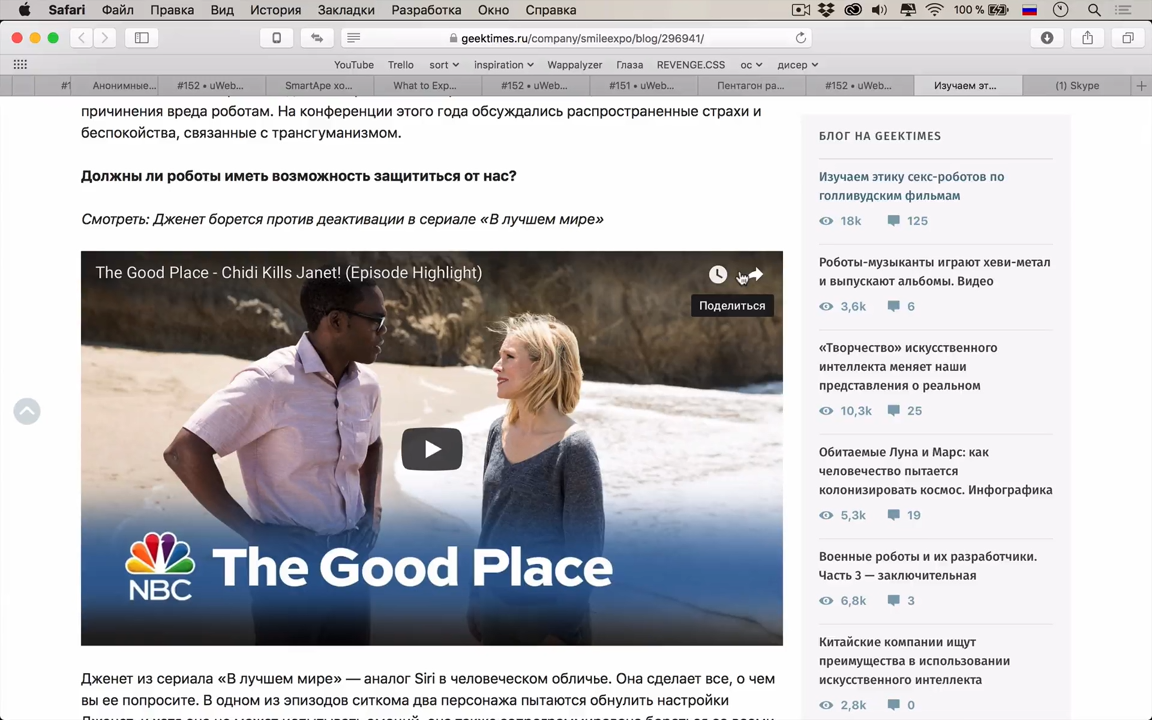 Safari Файл Правка Вид История Закладки Разработка Окно Справка 100 %
geektimes.ru/company/smileexpo/blog/296941/
YouTube Trello sort inspiration Wappalyzer Глаза REVENGE.CSS ос дисер
#1 Анонимные... #152 • uWeb... SmartApe хо... What to Exp... #152 • uWeb... #151 • uWeb... Пентагон ра... #152 • uWeb... Изучаем эт... (1) Skype
причинения вреда роботам. На конференции этого года обсуждались распространенные страхи и
беспокойства, связанные с трансгуманизмом.
Должны ли роботы иметь возможность защититься от нас?
Смотреть: Дженет борется против деактивации в сериале «В лучшем мире»
The Good Place - Chidi Kills Janet! (Episode Highlight)
Поделиться
NBC The Good Place
Дженет из сериала «В лучшем мире» — аналог Siri в человеческом обличье. Она сделает все, о чем
вы ее попросите. В одном из эпизодов ситкома два персонажа пытаются обнулить настройки
БЛОГ НА GEEKTIMES
Изучаем этику секс-роботов по
голливудским фильмам
18k 125
Роботы-музыканты играют хеви-метал
и выпускают альбомы. Видео
3,6k 6
«Творчество» искусственного
интеллекта меняет наши
представления о реальном
10,3k 25
Обитаемые Луна и Марс: как
человечество пытается
колонизировать космос. Инфографика
5,3k 19
Военные роботы и их разработчики.
Часть 3 — заключительная
6,8k 3
Китайские компании ищут
преимущества в использовании
искусственного интеллекта
2,8k 0